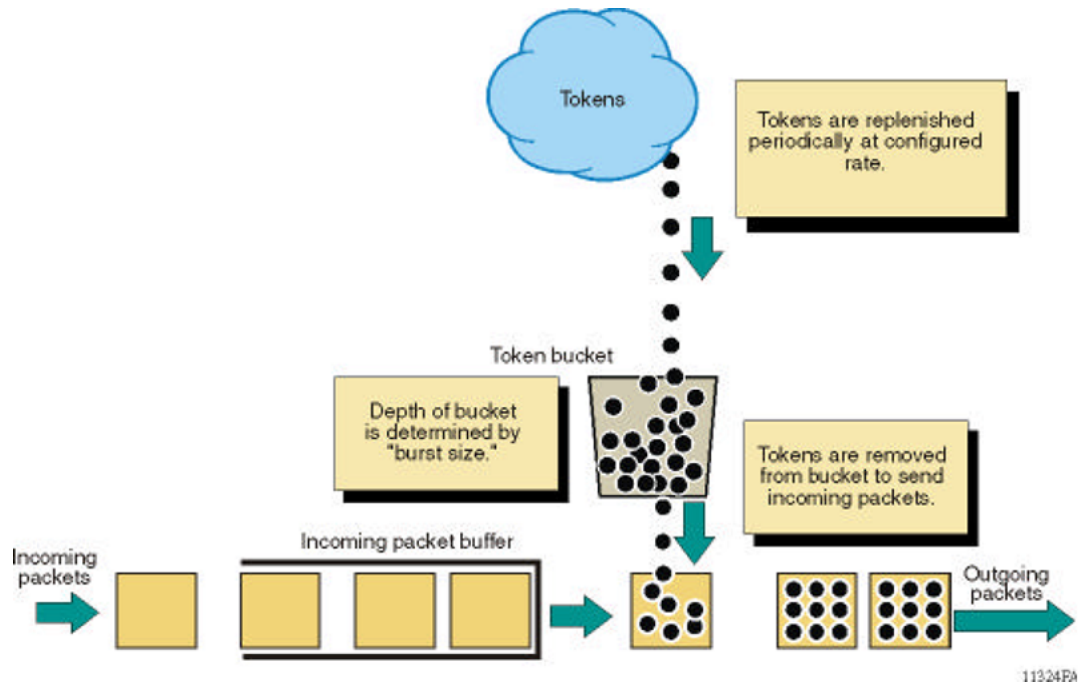 Tokens
Tokens are replenished
periodically at configured
rate.
Token bucket
Depth of bucket
is determined by
"burst size."
Tokens are removed
from bucket to send
incoming packets.
Incoming packet buffer
Incoming
packets
Outgoing
packets
11324FA